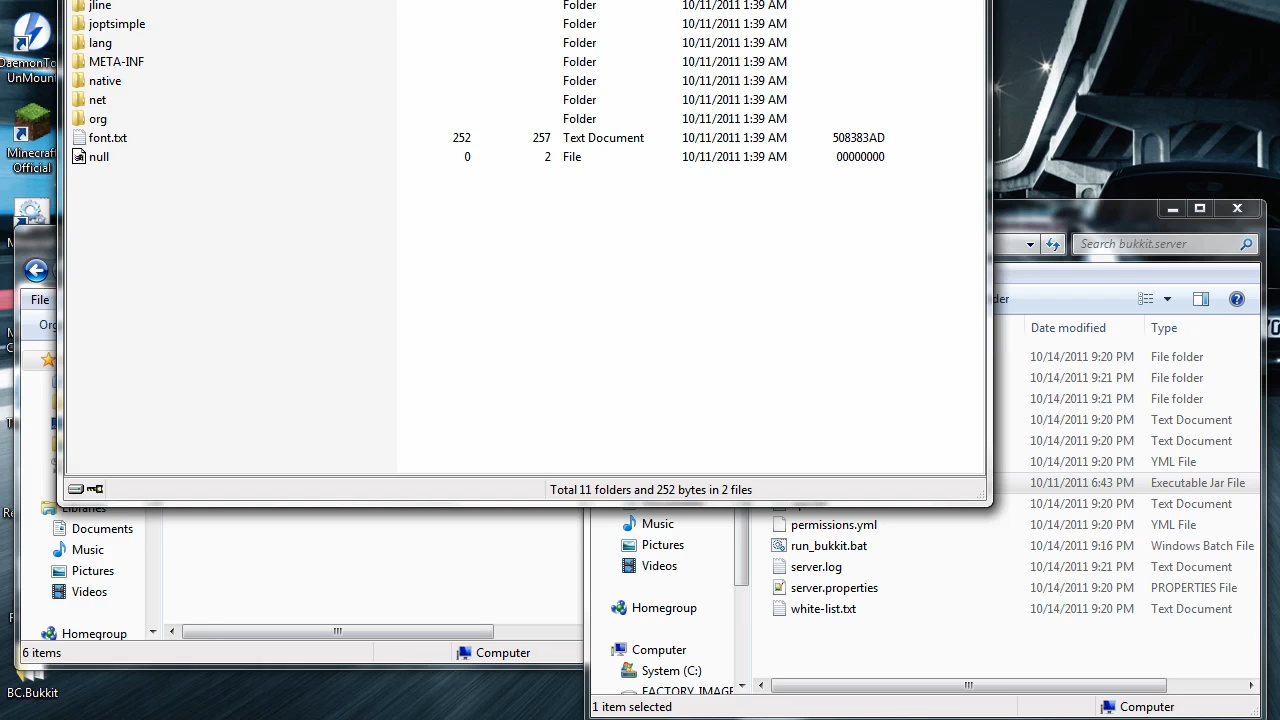 jline Folder 10/11/2011 1:39 AM
joptsimple Folder 10/11/2011 1:39 AM
lang Folder 10/11/2011 1:39 AM
META-INF Folder 10/11/2011 1:39 AM
native Folder 10/11/2011 1:39 AM
net Folder 10/11/2011 1:39 AM
org Folder 10/11/2011 1:39 AM
font.txt 252 257 Text Document 10/11/2011 1:39 AM 508383AD
null 0 2 File 10/11/2011 1:39 AM 00000000
Total 11 folders and 252 bytes in 2 files
DaemonTo
UnMount
Minecraft
Official
File
Org
Libraries
Documents
Music
Pictures
Videos
Homegroup
6 items
Computer
BC.Bukkit
Search bukkit.server
der
Date modified Type
10/14/2011 9:20 PM File folder
10/14/2011 9:21 PM File folder
10/14/2011 9:21 PM File folder
10/14/2011 9:20 PM Text Document
10/14/2011 9:20 PM Text Document
10/14/2011 9:20 PM YML File
10/11/2011 6:43 PM Executable Jar File
10/14/2011 9:20 PM Text Document
permissions.yml 10/14/2011 9:20 PM YML File
run_bukkit.bat 10/14/2011 9:16 PM Windows Batch File
server.log 10/14/2011 9:21 PM Text Document
server.properties 10/14/2011 9:20 PM PROPERTIES File
white-list.txt 10/14/2011 9:20 PM Text Document
Music
Pictures
Videos
Homegroup
Computer
System (C:)
FACTORY_IMAGE
1 item selected
Computer